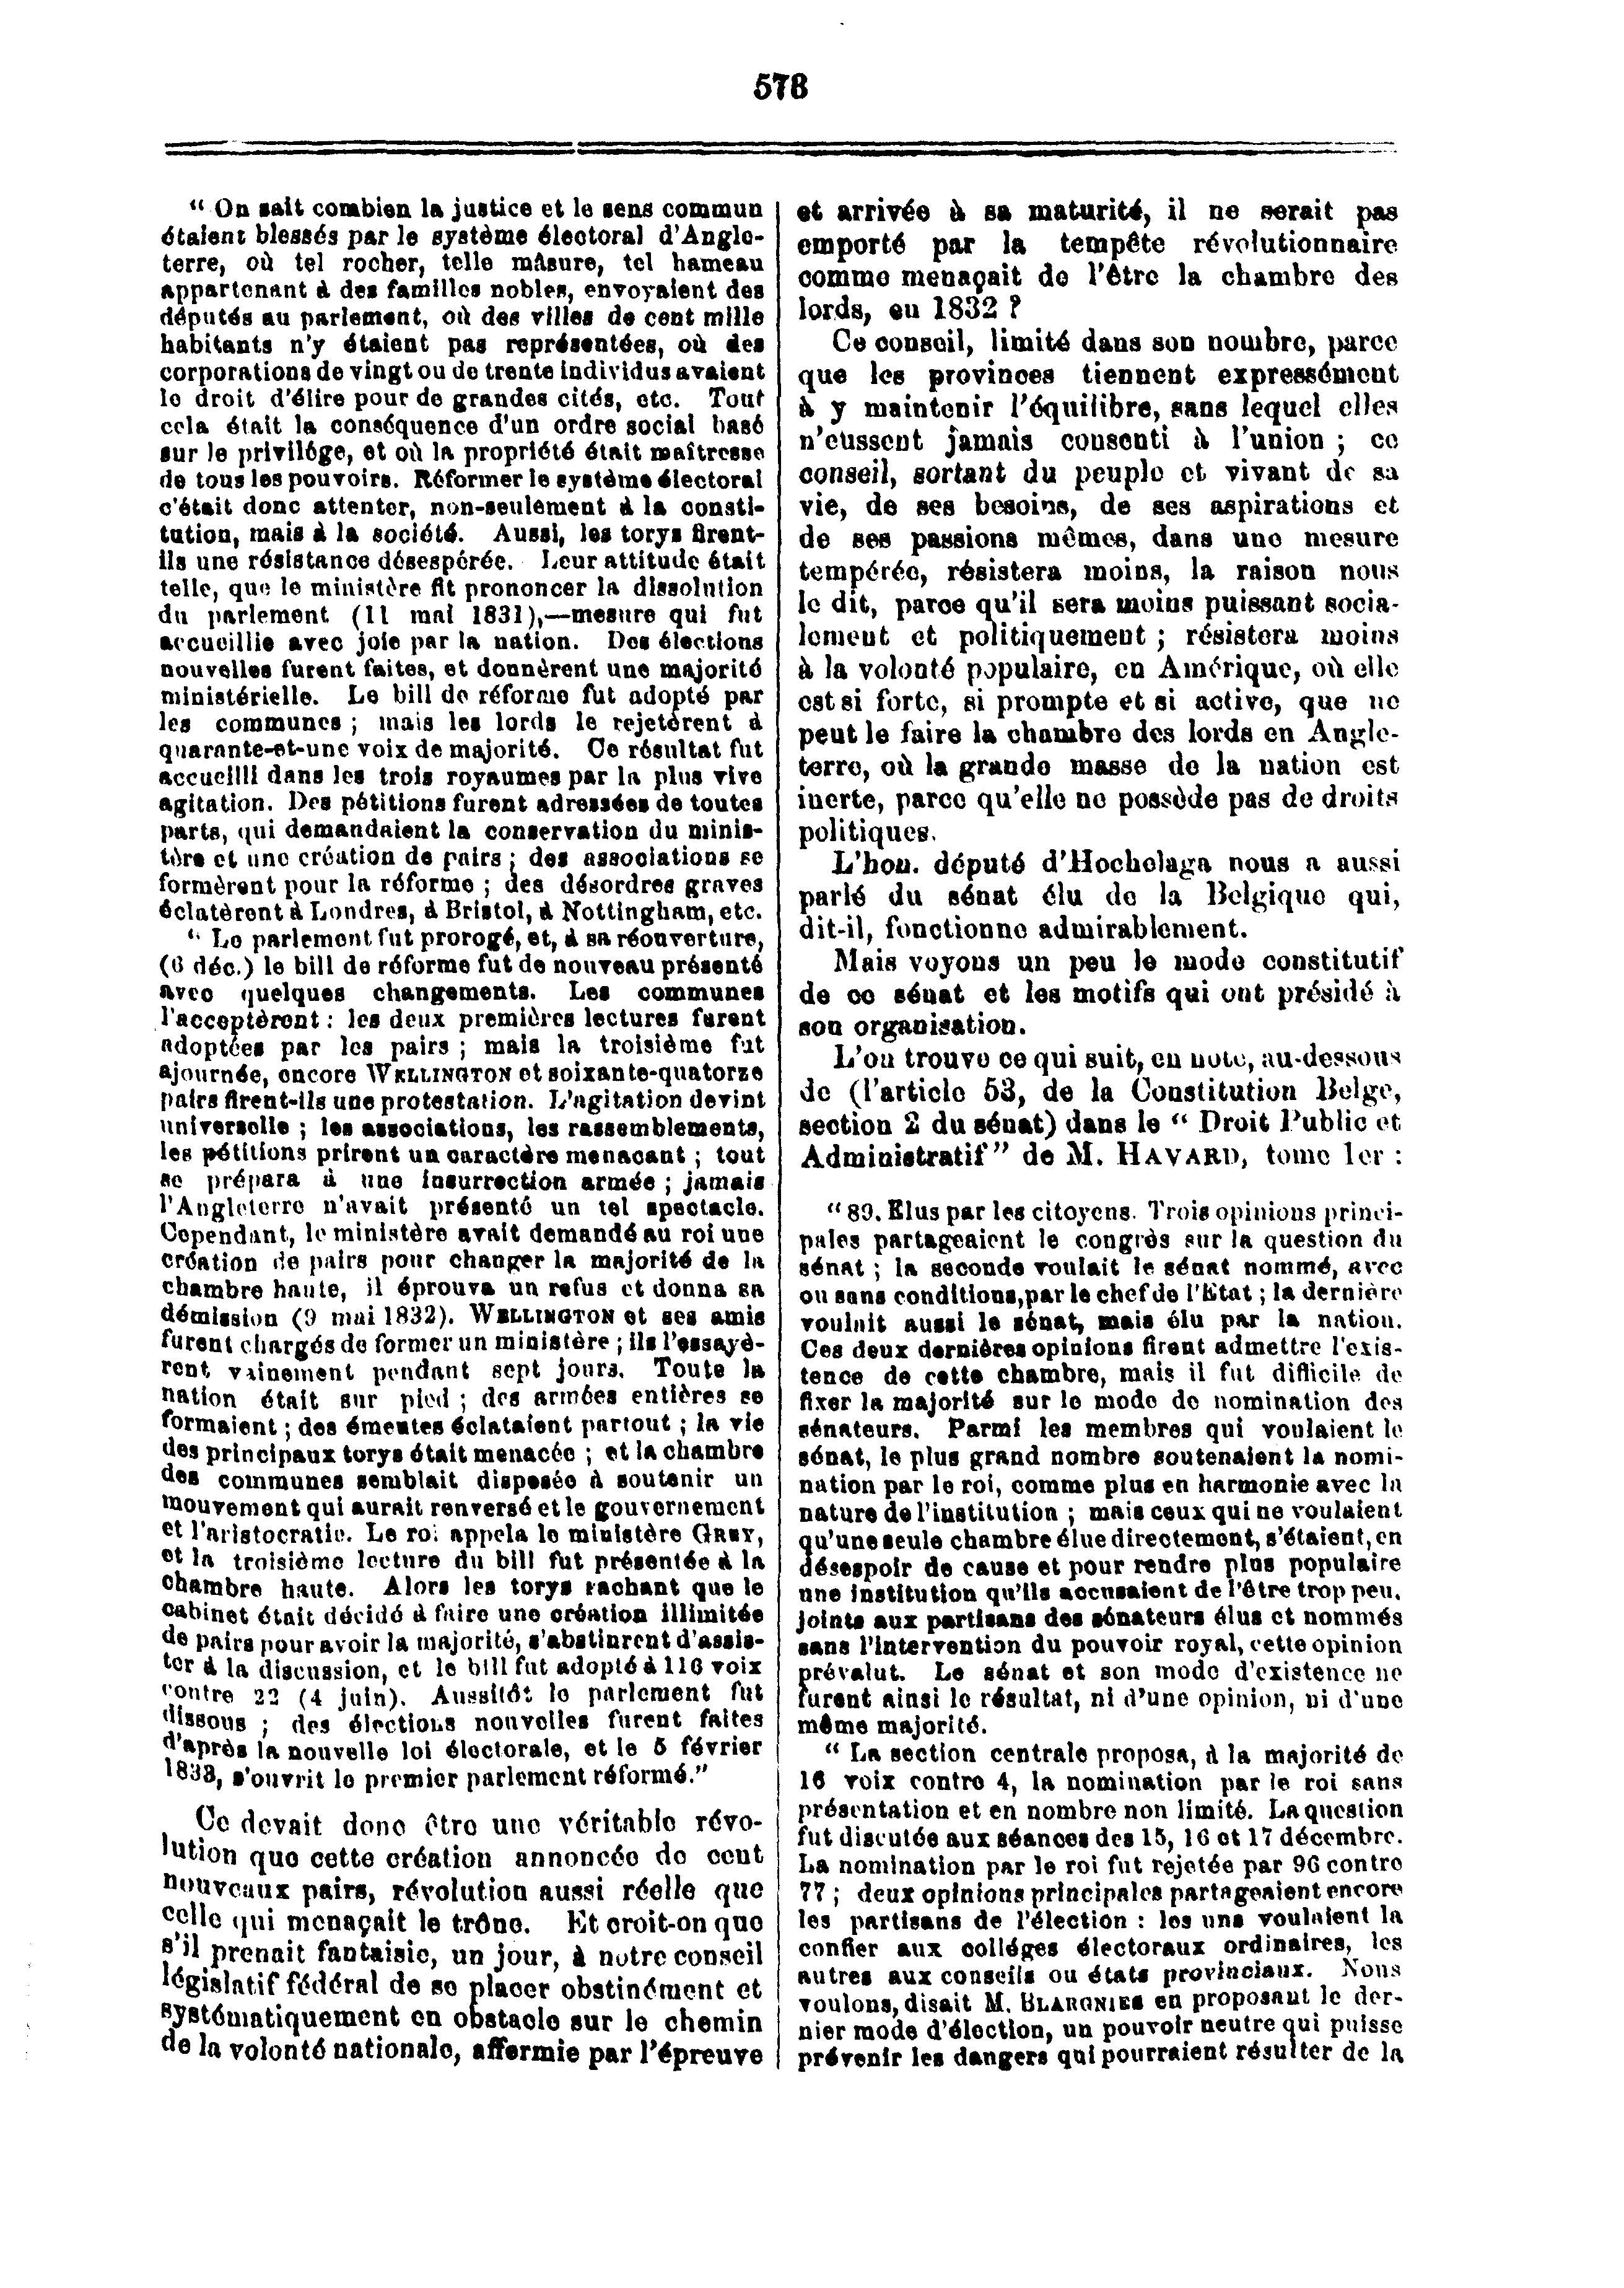 578
“ On sait combien la justice et le sens commun
étaient blessés par le système électoral d'Angle-
terre, où tel rocher, telle mâsure, tel hameau
appartenant à des familles nobles, envoyaient des
députés au parlement, où des villes de cent mille
habitants n'y étaient pas représentées, où des
corporations de vingt ou de trente individus avaient
le droit d'élire pour de grandes cités, etc. Tout
cela était la conséquence d'un ordre social basé
sur le privilége, et où la propriété était maîtresse
de tous les pouvoirs. Réformer le système électoral
c'était donc attenter, non-seulement à la consti-
tution, mais à la société. Aussi, les torys firent-
ils une résistance désespérée. Leur attitude était
telle, que le ministère fit prononcer la dissolution
du parlement (11 mai 1831),—mesure qui fut
accueillie avec joie par la nation. Des élections
nouvelles furent faites, et donnèrent une majorité
ministérielle. Le bill de réforme fut adopté par
les communes ; mais les lords le rejetèrent à
quarante-et-une voix de majorité. Ce résultat fut
accueilli dans les trois royaumes par la plus vive
agitation. Des pétitions furent adressées de toutes
parts, qui demandaient la conservation du minis-
tère et une création de pairs ; des associations se
formèrent pour la réforme ; des désordres graves
éclatèrent à Londres, à Bristol, à Nottingham, etc.
“ Le parlement fut prorogé, et, à sa réouverture,
(6 déc.) le bill de réforme fut de nouveau présenté
avec quelques changements. Les communes
l'acceptèrent : les deux premières lectures furent
adoptées par les pairs ; mais la troisième fut
ajournée, encore WELLINGTON et soixante-quatorze
pairs firent-ils une protestation. L'agitation devint
universelle ; les associations, les rassemblements,
les pétitions prirent un caractère menacant ; tout
se prépara à une insurrection armée ; jamais
l'Angleterre n'avait présenté un tel spectacle.
Cependant, le ministère avait demandé au roi une
création de pairs pour changer la majorité de la
chambre haute, il éprouva un refus et donna sa
démission (9 mai 1832). WELLINGTON et ses amis
furent chargés de former un ministère ; ils l'essayè-
rent vainement pendant sept jours. Toute la
nation était sur pied ; des armées entières se
formaient ; des émeutes éclataient partout ; la vie
des principaux torys était menacée ; et la chambre
des communes semblait disposée à soutenir un
mouvement qui aurait renversé et le gouvernement
et l'aristocratie. Le roi appela le ministère GREY,
et la troisième lecture du bill fut présentée à la
chambre haute. Alors les torys sachant que le
cabinet était décidé à faire une création illimitée
de pairs pour avoir la majorité, s'abstinrent d'assis-
ter à la discussion, et le bill fut adopté à 116 voix
contre 22 (4 juin). Aussitôt le parlement fut
dissous ; des élections nouvelles furent faites
d'après la nouvelle loi électorale, et le 5 février
1833, s'ouvrit le premier parlement réformé.”
Ce devait donc être une véritable révo-
lution que cette création annoncée de cent
nouveaux pairs, révolution aussi réelle que
celle qui menaçait le trône. Et croit-on que
s'il prenait fantaisie, un jour, à notre conseil
législatif fédéral de se placer obstinément et
systématiquement en obstacle sur le chemin
de la volonté nationale, affermie par l'épreuve
et arrivée à sa maturité, il ne serait pas
emporté par la tempête révolutionnaire
comme menaçait de l'être la chambre des
lords, en 1832 ?
Ce conseil, limité dans son nombre, parce
que les provinces tiennent expressément
à y maintenir l'équilibre, sans lequel elles
n'eussent jamais consenti à l'union ; ce
conseil, sortant du peuple et vivant de sa
vie, de ses besoins, de ses aspirations et
de ses passions mêmes, dans une mesure
tempérée, résistera moins, la raison nous
le dit, parce qu'il sera moins puissant socia-
lement et politiquement ; résistera moins
à la volonté populaire, en Amérique, où elle
est si forte, si prompte et si active, que ne
peut le faire la chambre des lords en Angle-
terre, où la grande masse de la nation est
inerte, parce qu'elle ne possède pas de droits
politiques.
L'hon. député d'Hochelaga nous a aussi
parlé du sénat élu de la Belgique qui,
dit-il, fonctionne admirablement.
Mais voyons un peu le mode constitutif
de ce sénat et les motifs qui ont présidé à
son organisation.
L'on trouve ce qui suit, en note, au-dessous
de (l'article 53, de la Constitution Belge,
section 2 du sénat) dans le “ Droit Public et
Administratif” de M. HAVARD, tome 1er :
“ 89. Elus par les citoyens. Trois opinions princi-
pales partageaient le congrès sur la question du
sénat ; la seconde voulait le sénat nommé, avec
ou sans conditions, par le chef de l'Etat ; la dernière
voulait aussi le sénat, mais élu par la nation.
Ces deux dernières opinions firent admettre l'exis-
tence de cette chambre, mais il fut difficile de
fixer la majorité sur le mode de nomination des
sénateurs. Parmi les membres qui voulaient le
sénat, le plus grand nombre soutenaient la nomi-
nation par le roi, comme plus en harmonie avec la
nature de l'institution ; mais ceux qui ne voulaient
qu'une seule chambre élue directement, s'étaient, en
désespoir de cause et pour rendre plus populaire
une institution qu'ils accusaient de l'être trop peu,
joints aux partisans des sénateurs élus et nommés
sans l'intervention du pouvoir royal, cette opinion
prévalut. Le sénat et son mode d'existence ne
furent ainsi le résultat, ni d'une opinion, ni d'une
même majorité.
“ La section centrale proposa, à la majorité de
16 voix contre 4, la nomination par le roi sans
présentation et en nombre non limité. La question
fut discutée aux séances des 15, 16 et 17 décembre.
La nomination par le roi fut rejetée par 96 contre
77 ; deux opinions principales partageaient encore
les partisans de l'élection : les uns voulaient la
confier aux colléges électoraux ordinaires, les
autres aux conseils ou états provinciaux. Nous
voulons, disait M. BLARGNIES en proposant le der-
nier mode d'élection, un pouvoir neutre qui puisse
prévenir les dangers qui pourraient résulter de la